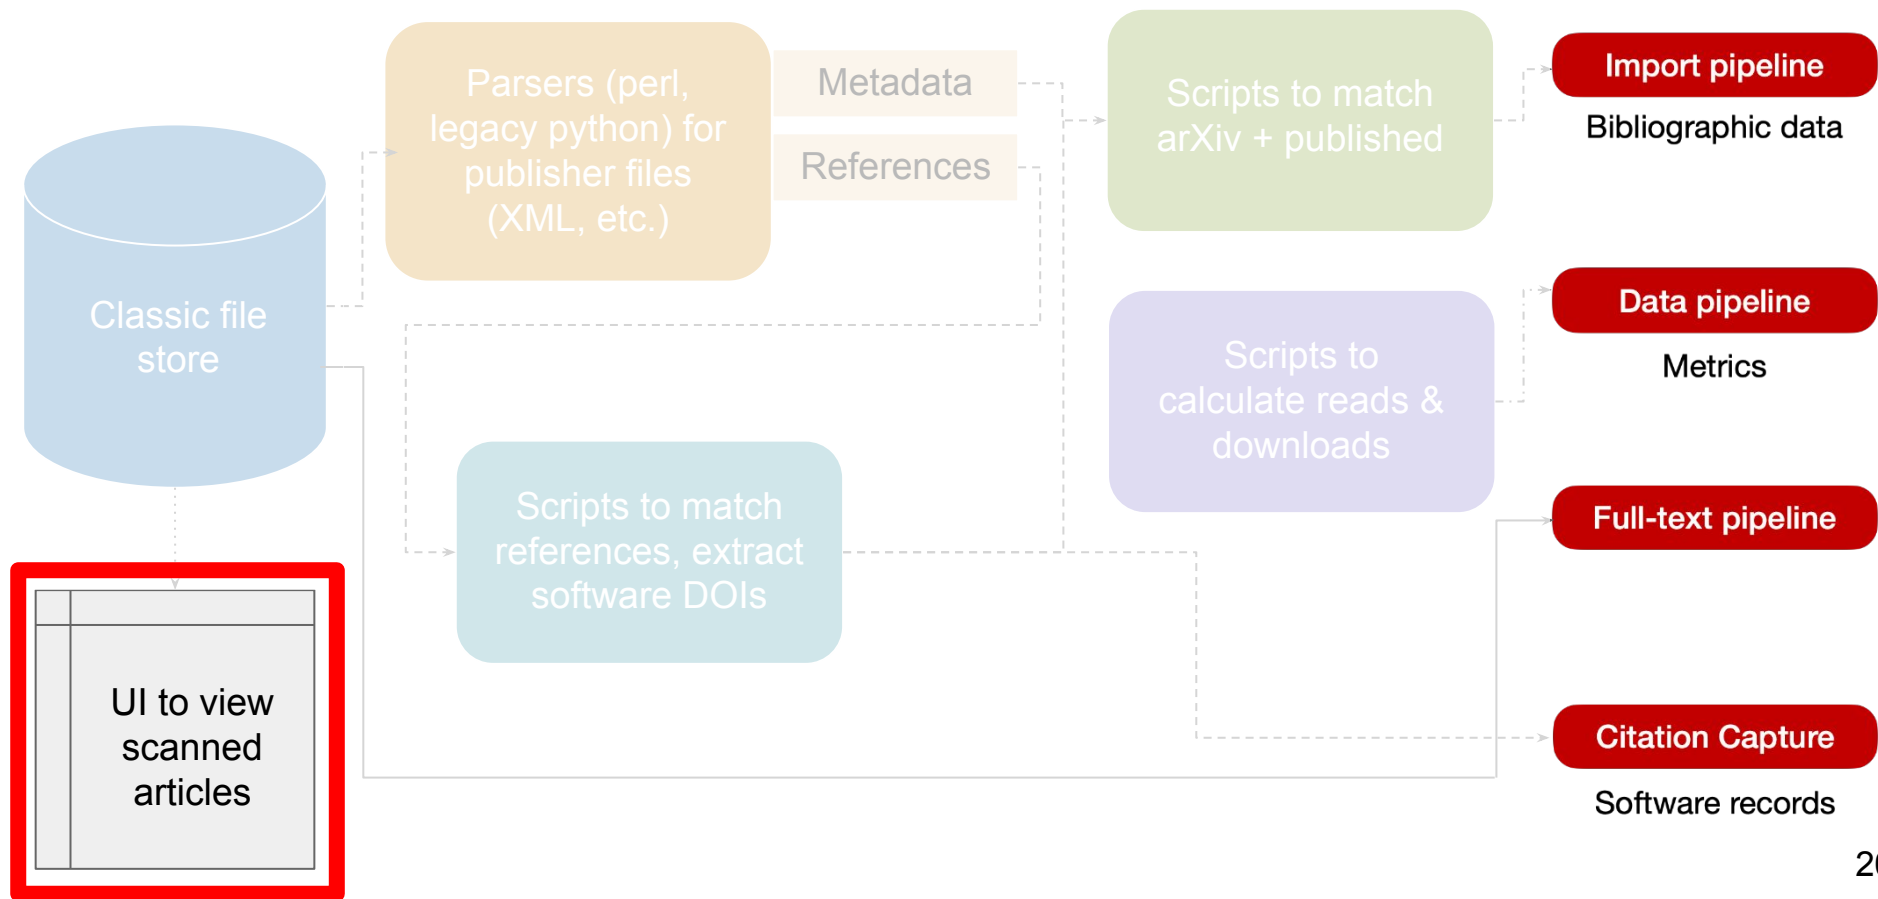 Parsers (perl,
legacy python) for
publisher files
(XML, etc.)
Metadata
References
Scripts to match
arXiv + published
Import pipeline
Bibliographic data
Classic file
store
Scripts to
calculate reads &
downloads
Data pipeline
Metrics
Scripts to match
references, extract
software DOIs
Full-text pipeline
UI to view
scanned
articles
Citation Capture
Software records